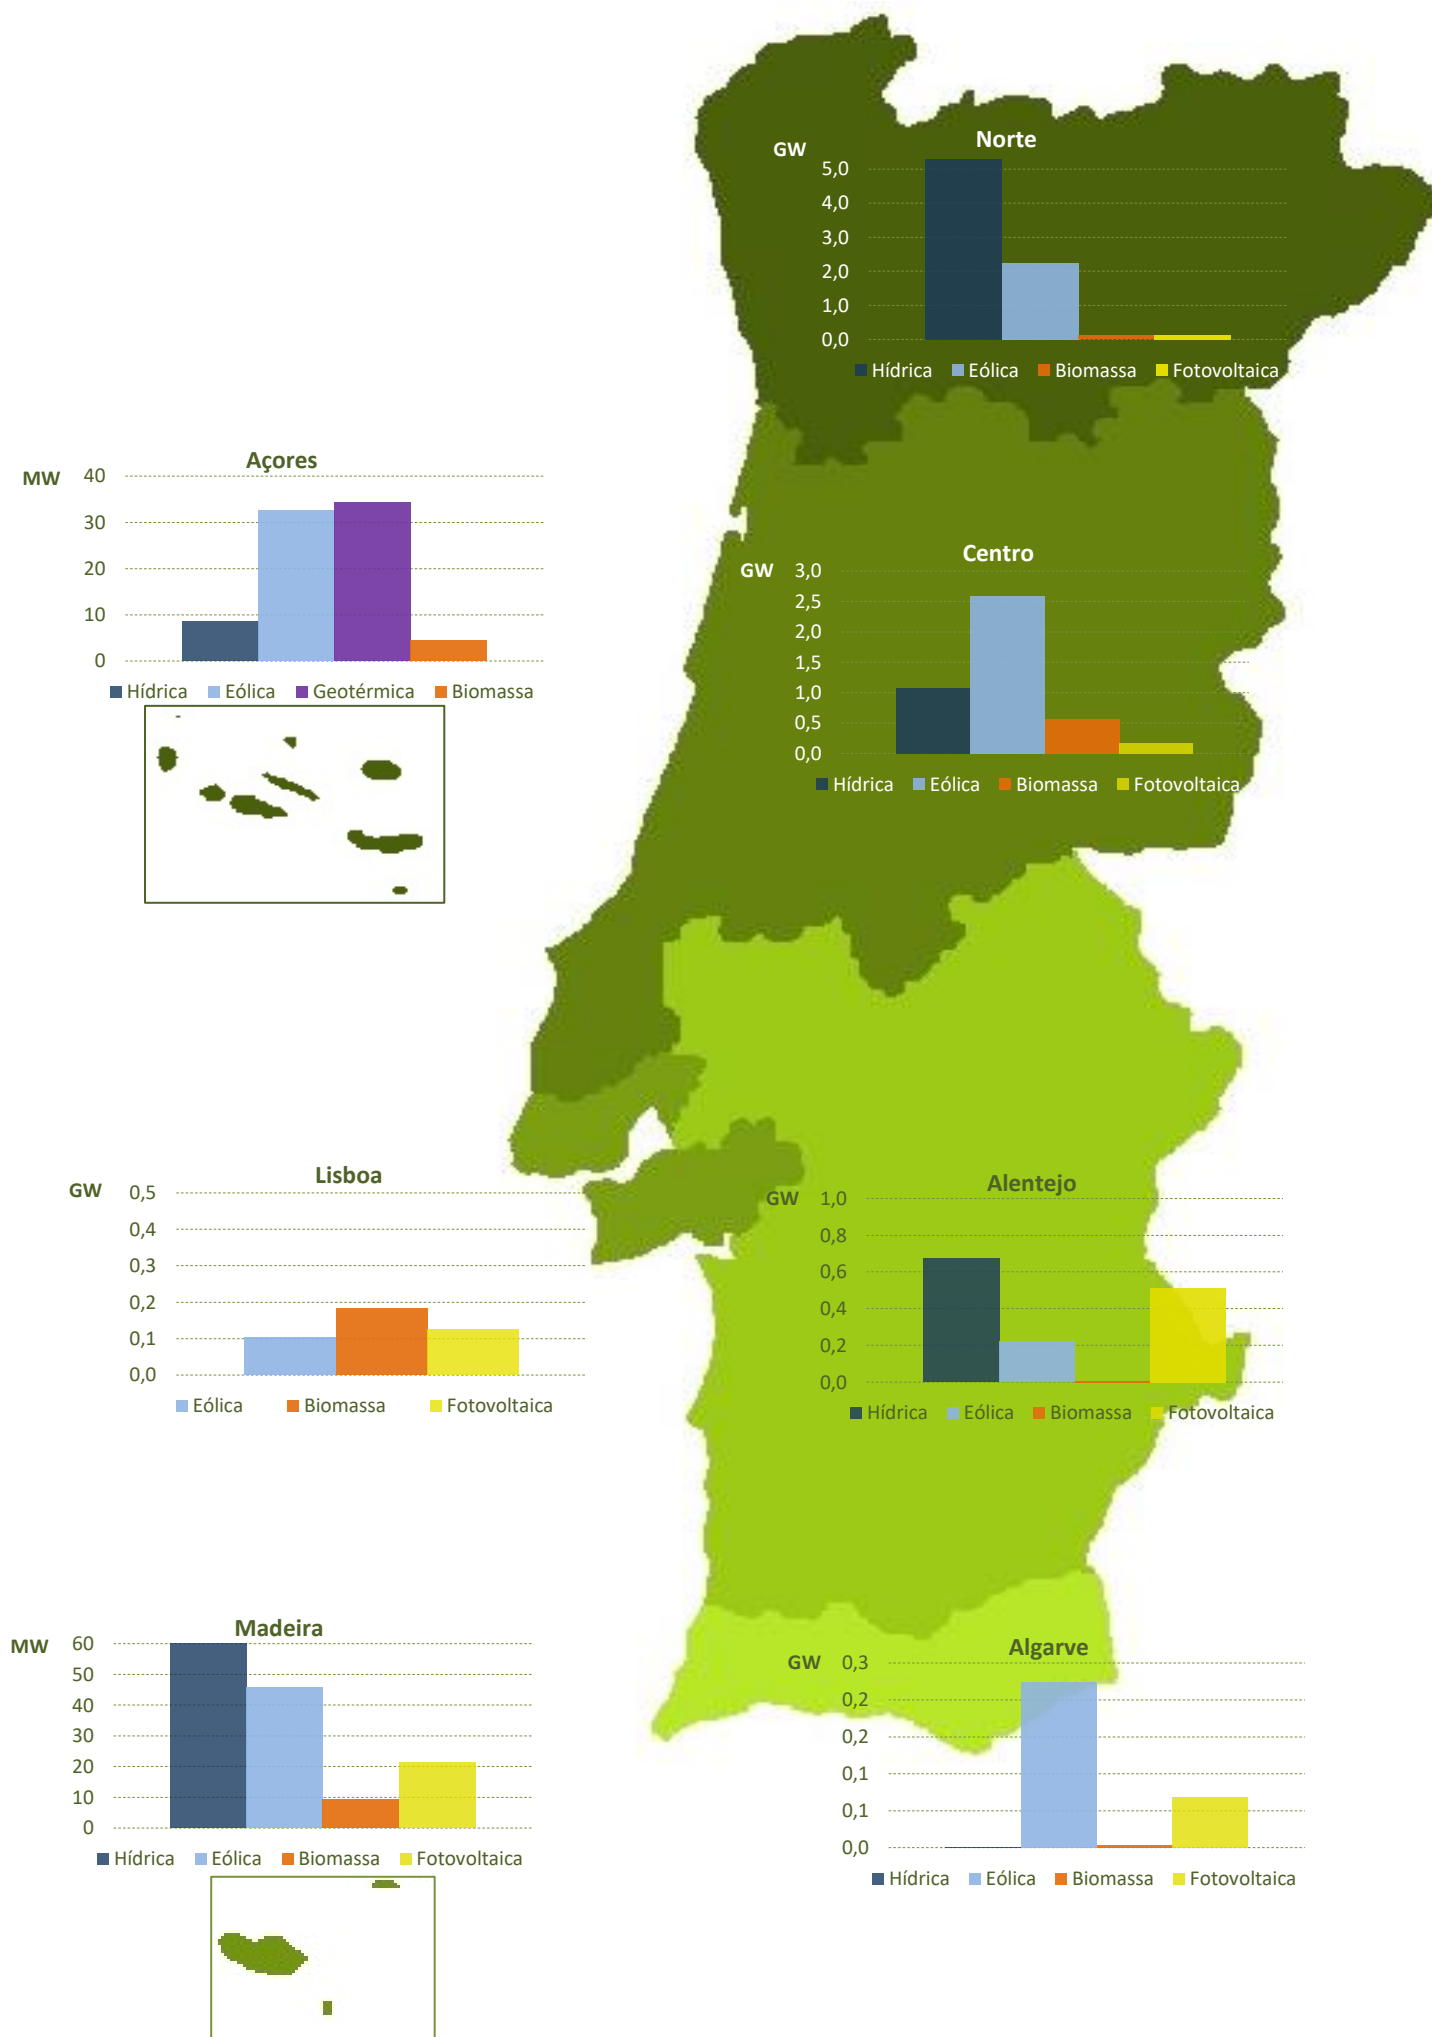 Norte
GW
5,0
4,0
3,0
2,0
1,0
0,0
Hídrica Eólica Biomassa Fotovoltaica
Açores
MW
40
30
20
10
0
Hídrica Eólica Geotérmica Biomassa
Centro
GW
3,0
2,5
2,0
1,5
1,0
0,5
0,0
Hídrica Eólica Biomassa Fotovoltaica
Lisboa
GW
0,5
0,4
0,3
0,2
0,1
0,0
Eólica Biomassa Fotovoltaica
Alentejo
GW
1,0
0,8
0,6
0,4
0,2
0,0
Hídrica Eólica Biomassa Fotovoltaica
Madeira
MW
60
50
40
30
20
10
0
Hídrica Eólica Biomassa Fotovoltaica
Algarve
GW
0,3
0,2
0,2
0,1
0,1
0,0
Hídrica Eólica Biomassa Fotovoltaica